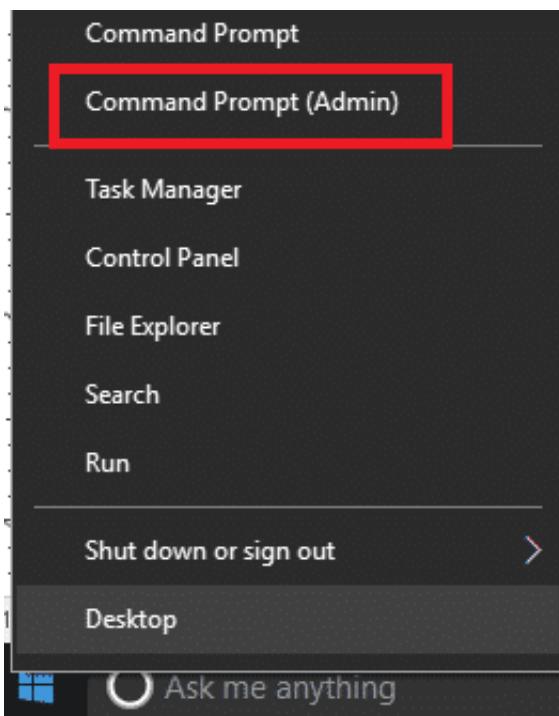 Command Prompt
Command Prompt (Admin)
Task Manager
Control Panel
File Explorer
Search
Run
Shut down or sign out
Desktop
Ask me anything